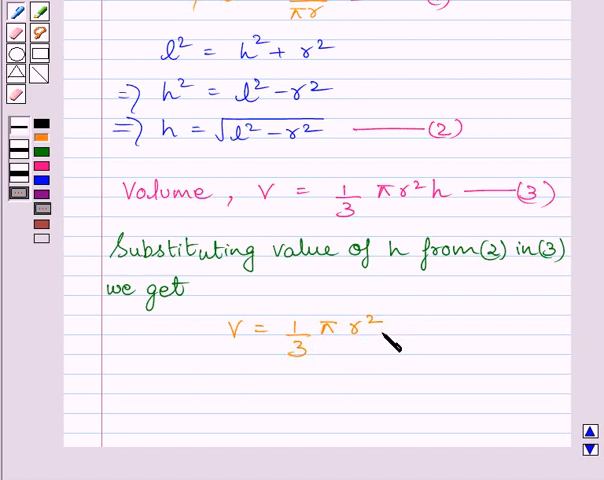 πr
l² = h² + r²
=> h² = l² - r²
=> h = √l² - r² ——— (2)
Volume, V = 1/3 πr²h —— (3)
Substituting value of h from (2) in (3)
we get
V = 1/3 π r²